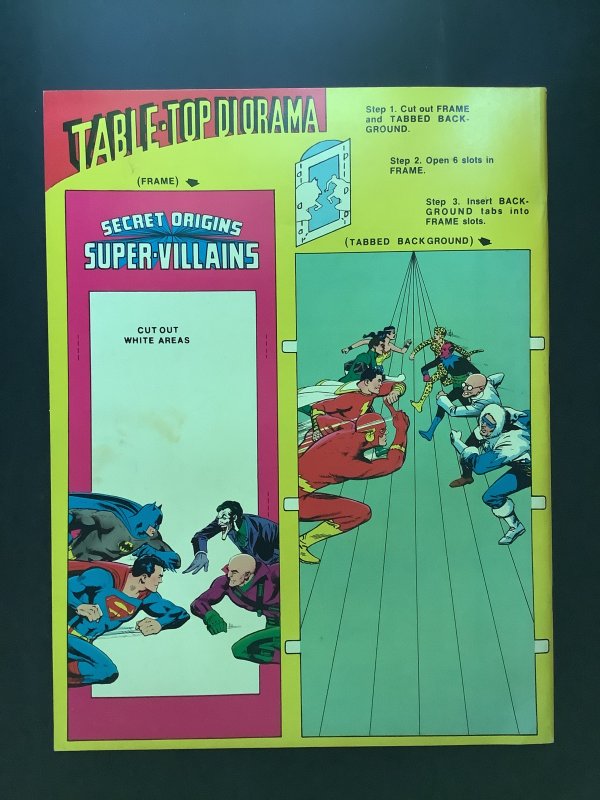 TABLE-TOP DIORAMA
Step 1. Cut out FRAME
and TABBED BACK-
GROUND.
Step 2. Open 6 slots in
FRAME.
Step 3. Insert BACK-
GROUND tabs into
FRAME slots.
(FRAME)
SECRET ORIGINS
SUPER-VILLAINS
CUT OUT
WHITE AREAS
(TABBED BACKGROUND)